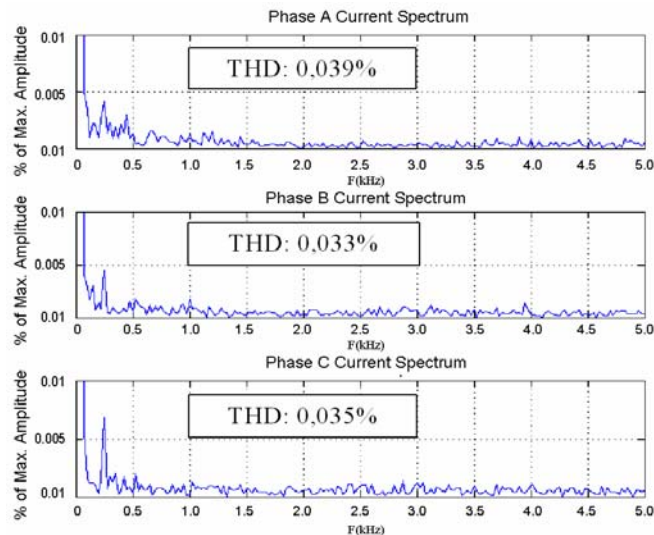 Phase A Current Spectrum
% of Max. Amplitude
0.01
0.005
0.01
THD: 0,039%
0 0.5 1.0 1.5 2.0 2.5 3.0 3.5 4.0 4.5 5.0
F(kHz)
Phase B Current Spectrum
% of Max. Amplitude
0.01
0.005
0.01
THD: 0,033%
0 0.5 1.0 1.5 2.0 2.5 3.0 3.5 4.0 4.5 5.0
F(kHz)
Phase C Current Spectrum
% of Max. Amplitude
0.01
0.005
0.01
THD: 0,035%
0 0.5 1.0 1.5 2.0 2.5 3.0 3.5 4.0 4.5 5.0
F(kHz)